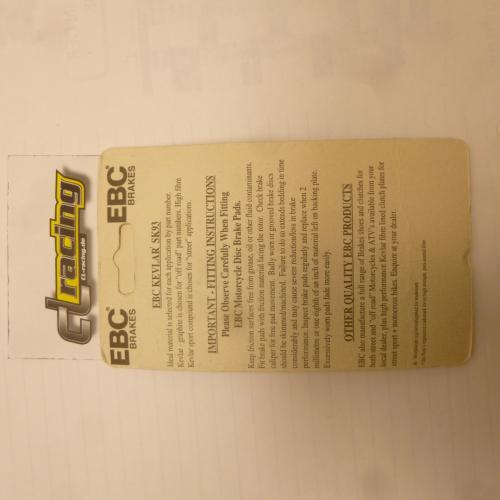 CL racing
CL-racing.de
EBC EBC
BRAKES BRAKES
EBC KEVLAR SK93
Ideal material is selected for each application by part number.
Kevlar - graphite is chosen for "off road" part numbers. High fibre
Kevlar sport compound is chosen for "street" applications.
IMPORTANT - FITTING INSTRUCTIONS
Please Observe Carefully When Fitting
EBC Motorcycle Disc Brake Pads.
Keep friction surfaces free from grease, oil or other fluid contaminants.
Fit brake pads with friction material facing the rotor. Check brake
caliper for free pad movement. Badly worn or grooved brake discs
should be skimmed/machined. Failure to do so extends bedding in time
considerably and may cause severe reduction/loss in brake
performance. Inspect brake pads regularly and replace when 2
millimetre or one eighth of an inch of material left on backing plate.
Excessively worn pads fade more easily.
OTHER QUALITY EBC PRODUCTS
EBC also manufacture a full range of Brakes shoes and clutches for
both street and "off road" Motorcycles & ATV's available from your
local dealer, plus high performance Kevlar fibre lined clutch plates for
street sport + motocross bikes. Enquire at your dealer.